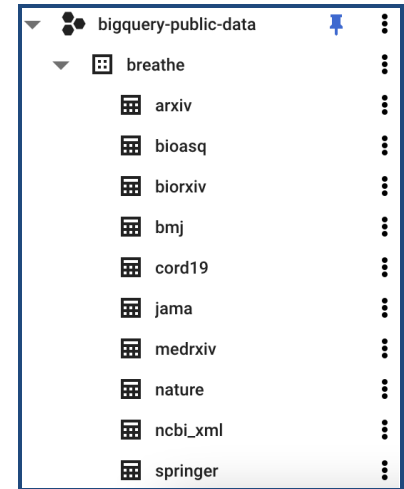 bigquery-public-data
breathe
arxiv
bioasq
biorxiv
bmj
cord19
jama
medrxiv
nature
ncbi_xml
springer